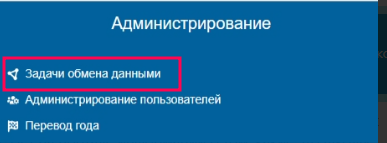 Администрирование
Задачи обмена данными
Администрирование пользователей
Перевод года